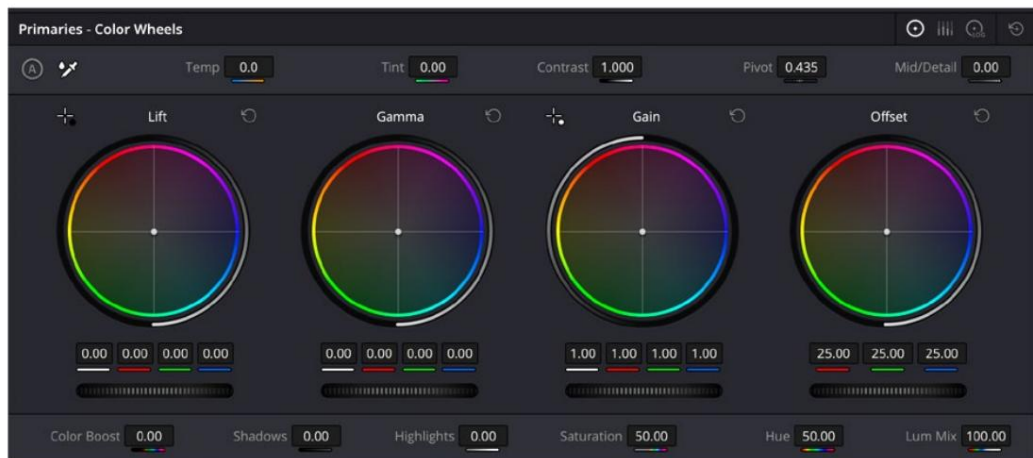 Primaries - Color Wheels
A
Temp 0.0 Tint 0.00 Contrast 1.000 Pivot 0.435 Mid/Detail 0.00
Lift Gamma Gain Offset
0.00 0.00 0.00 0.00 0.00 0.00 0.00 0.00 1.00 1.00 1.00 1.00 25.00 25.00 25.00
Color Boost 0.00 Shadows 0.00 Highlights 0.00 Saturation 50.00 Hue 50.00 Lum Mix 100.00